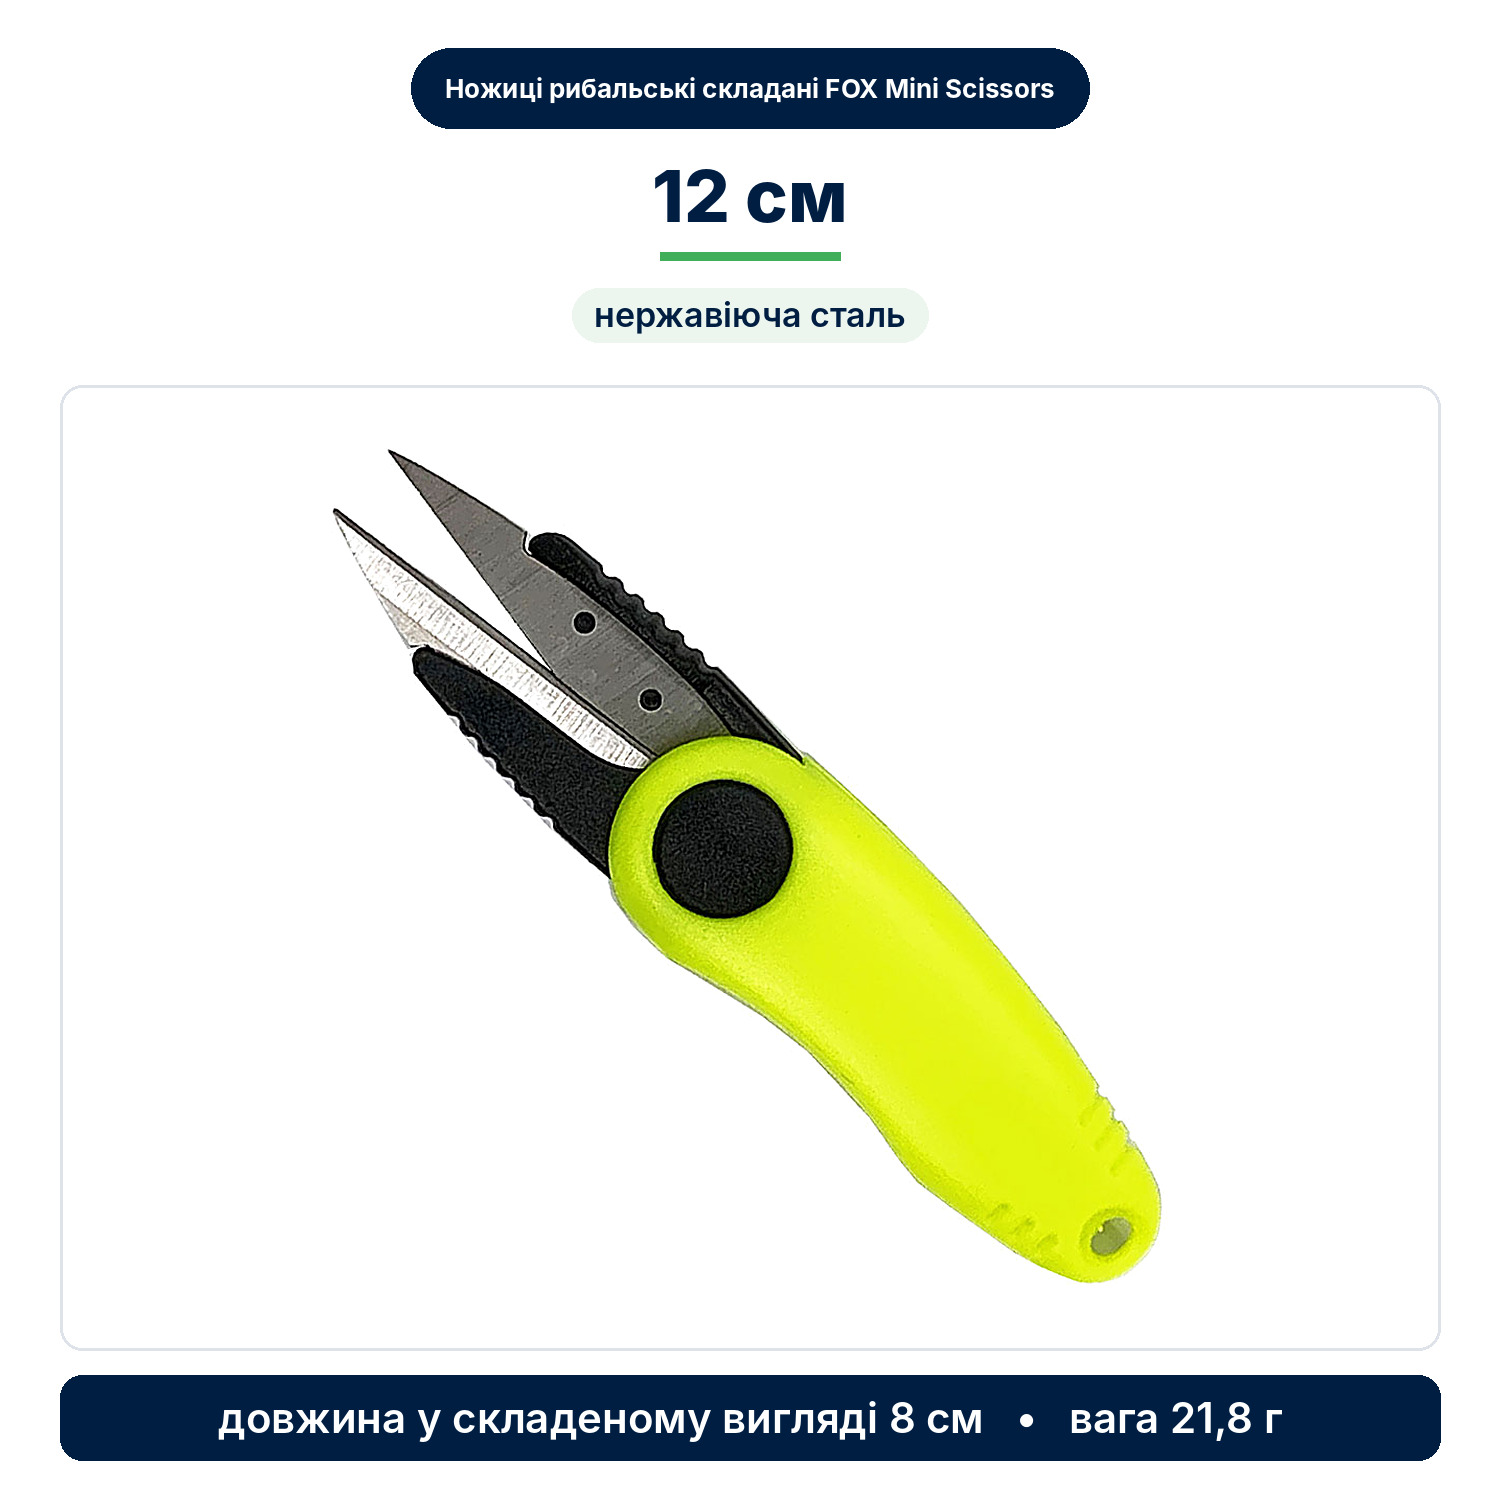 Ножиці рибальські складані FOX Mini Scissors
12 см
нержавіюча сталь
довжина у складеному вигляді 8 см • вага 21,8 г